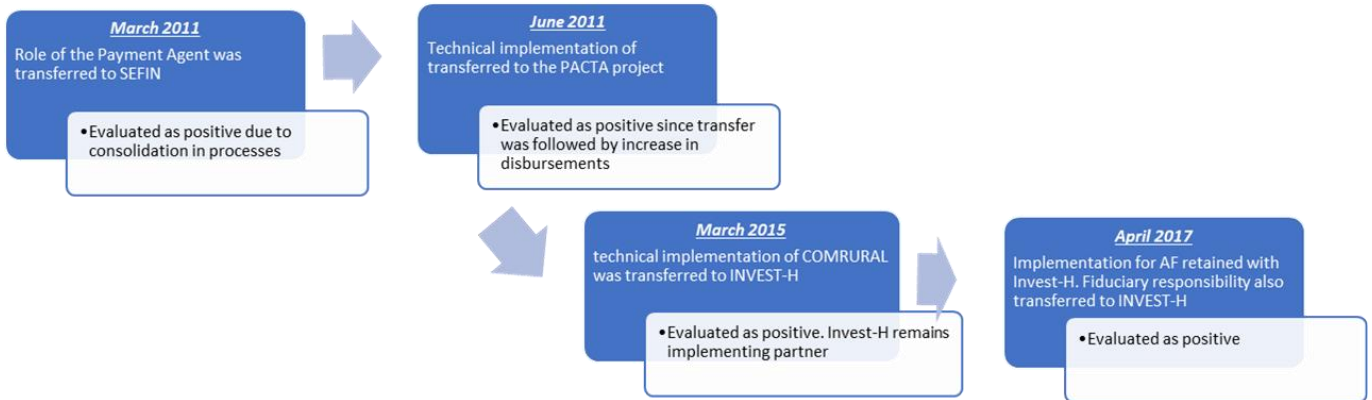 March 2011
Role of the Payment Agent was
transferred to SEFIN
•Evaluated as positive due to
consolidation in processes
June 2011
Technical implementation of
transferred to the PACTA project
•Evaluated as positive since transfer
was followed by increase in
disbursements
March 2015
technical implementation of COMRURAL
was transferred to INVEST-H
•Evaluated as positive. Invest-H remains
implementing partner
April 2017
Implementation for AF retained with
Invest-H. Fiduciary responsibility also
transferred to INVEST-H
•Evaluated as positive